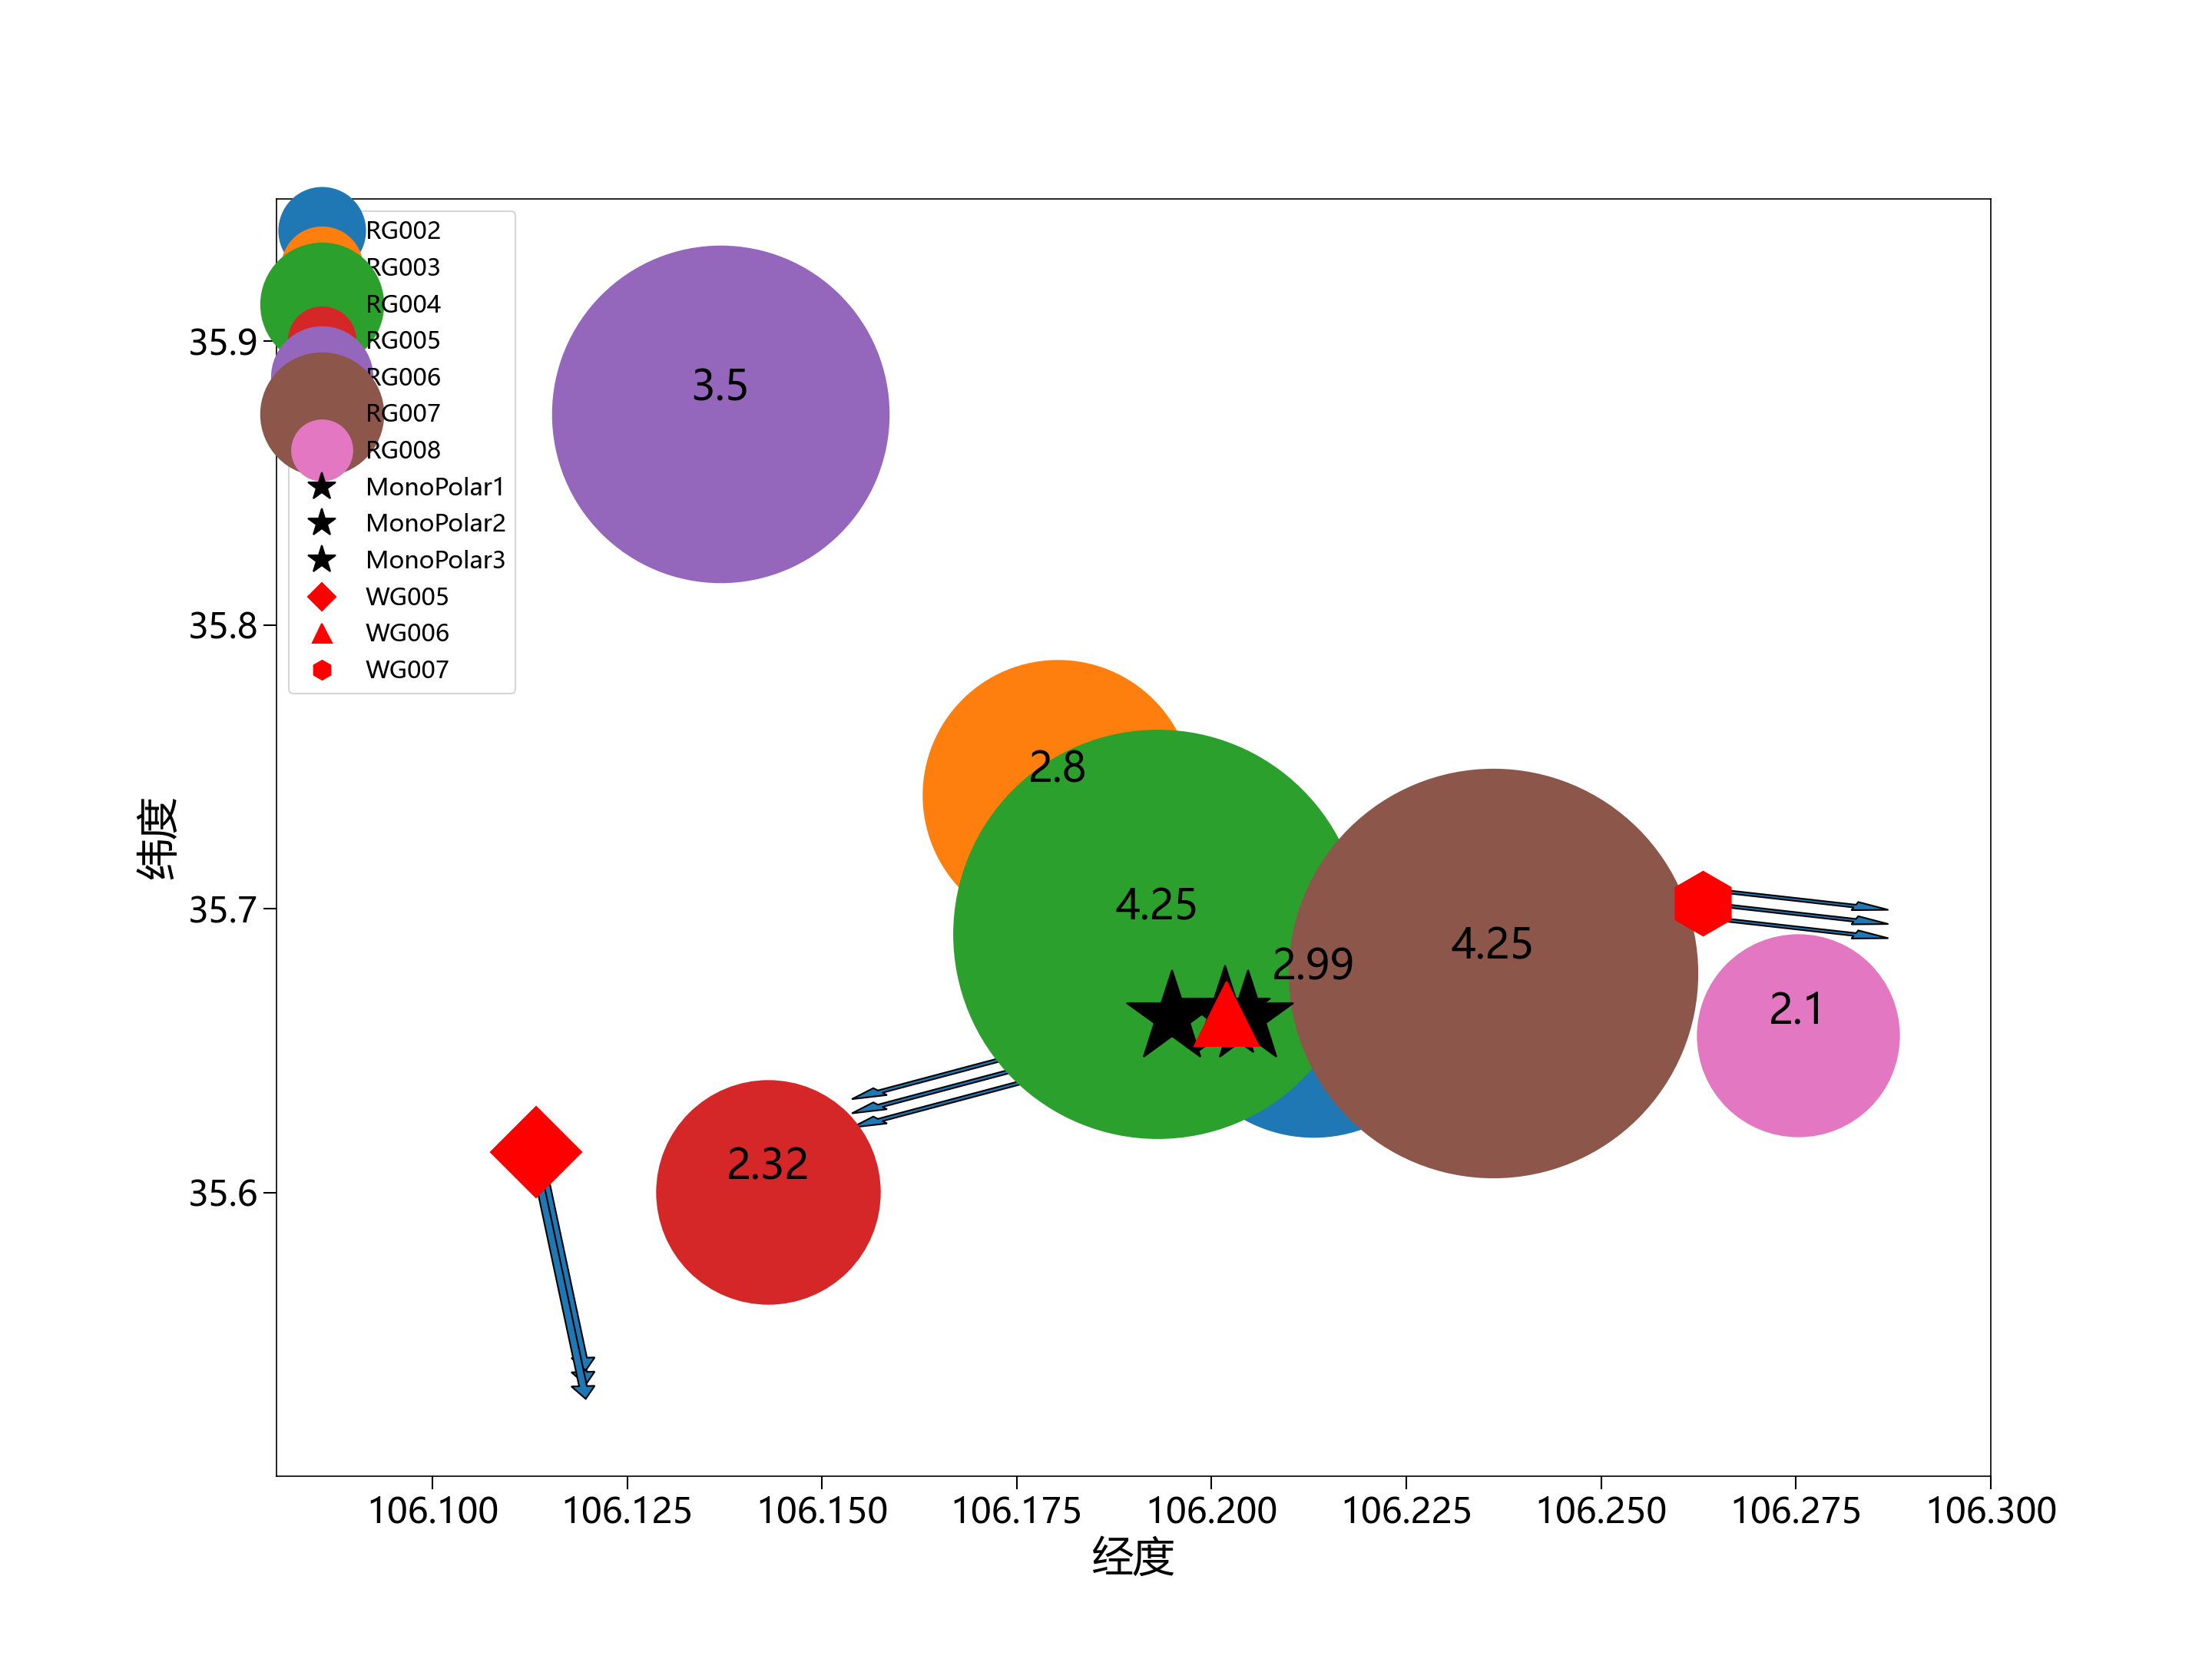 RG002
RG003
RG004
RG005
RG006
RG007
RG008
MonoPolar1
MonoPolar2
MonoPolar3
WG005
WG006
WG007
35.9
35.8
35.7
35.6
纬度
3.5
2.8
4.25
2.99
4.25
2.1
2.32
106.100 106.125 106.150 106.175 106.200 106.225 106.250 106.275 106.300
经度